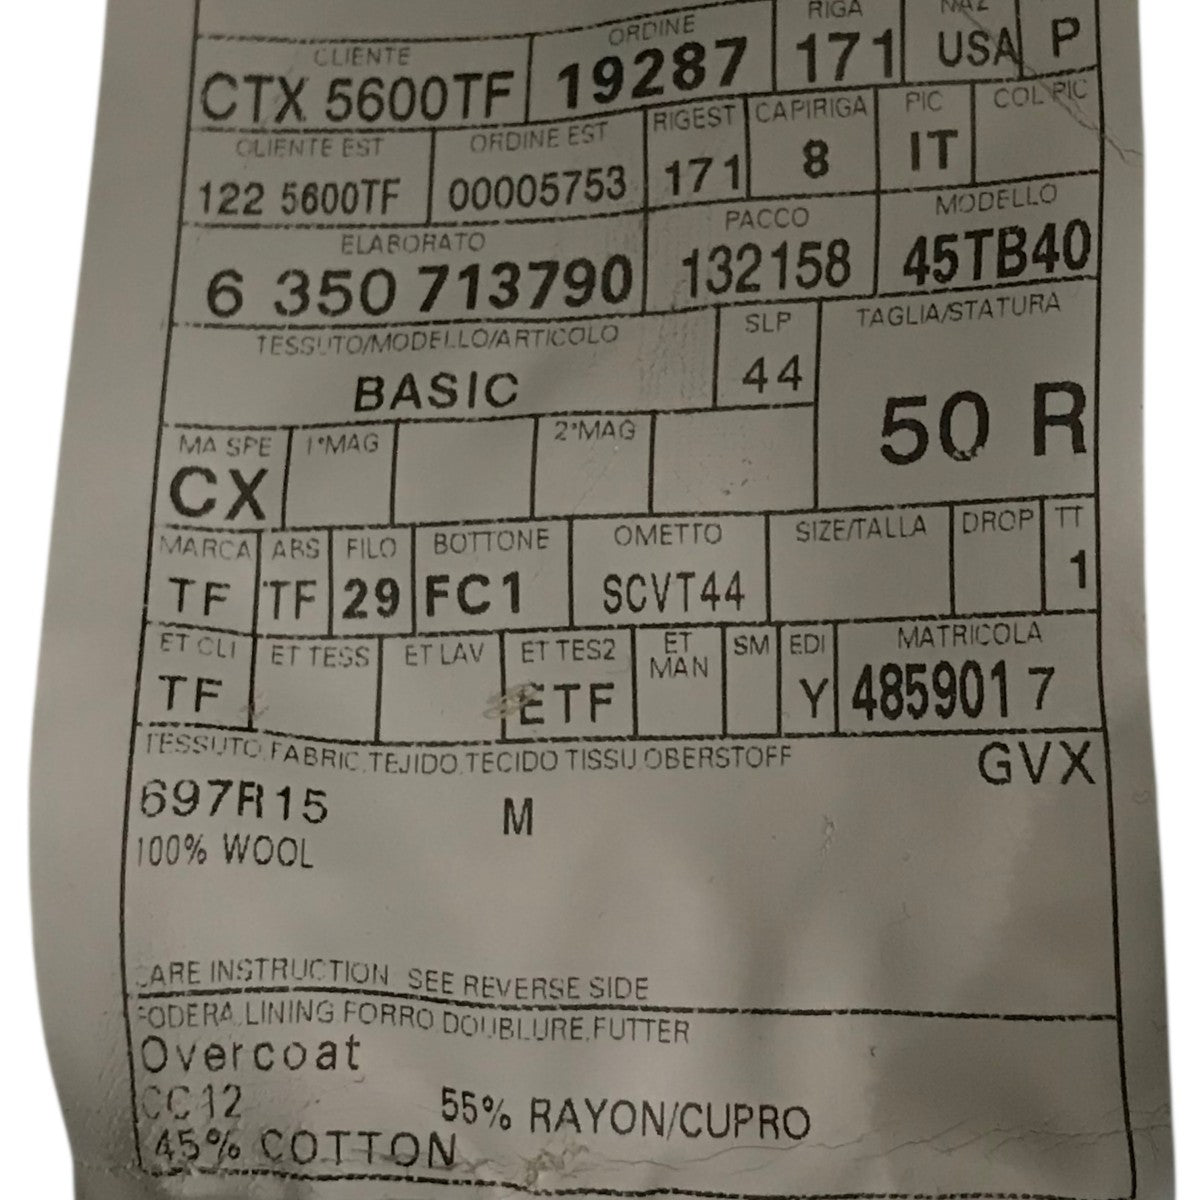 CLIENTE ORDINE RIGA NAZ
CTX 5600TF 19287 171 USA P
CLIENTE EST ORDINE EST RIGEST CAPIRIGA PIC COL PIC
122 5600TF 00005753 171 8 IT
ELABORATO PACCO MODELLO
6 350 713790 132158 45TB40
TESSUTO/MODELLO/ARTICOLO SLP TAGLIA/STATURA
BASIC 44 50 R
MA SPE 1°MAG 2°MAG
CX
MARCA ABS FILO BOTTONE OMETTO SIZE/TALLA DROP TT
TF TF 29 FC1 SCVT44 1
ET CLI ET TESS ET LAV ET TES2 ET MAN SM EDI MATRICOLA
TF ETF Y 485901 7
TESSUTO,FABRIC,TEJIDO,TECIDO TISSU,OBERSTOFF GVX
697R15 M
100% WOOL
CARE INSTRUCTION SEE REVERSE SIDE
FODERA,LINING FORRO DOUBLURE,FUTTER
Overcoat
CC12 55% RAYON/CUPRO
45% COTTON